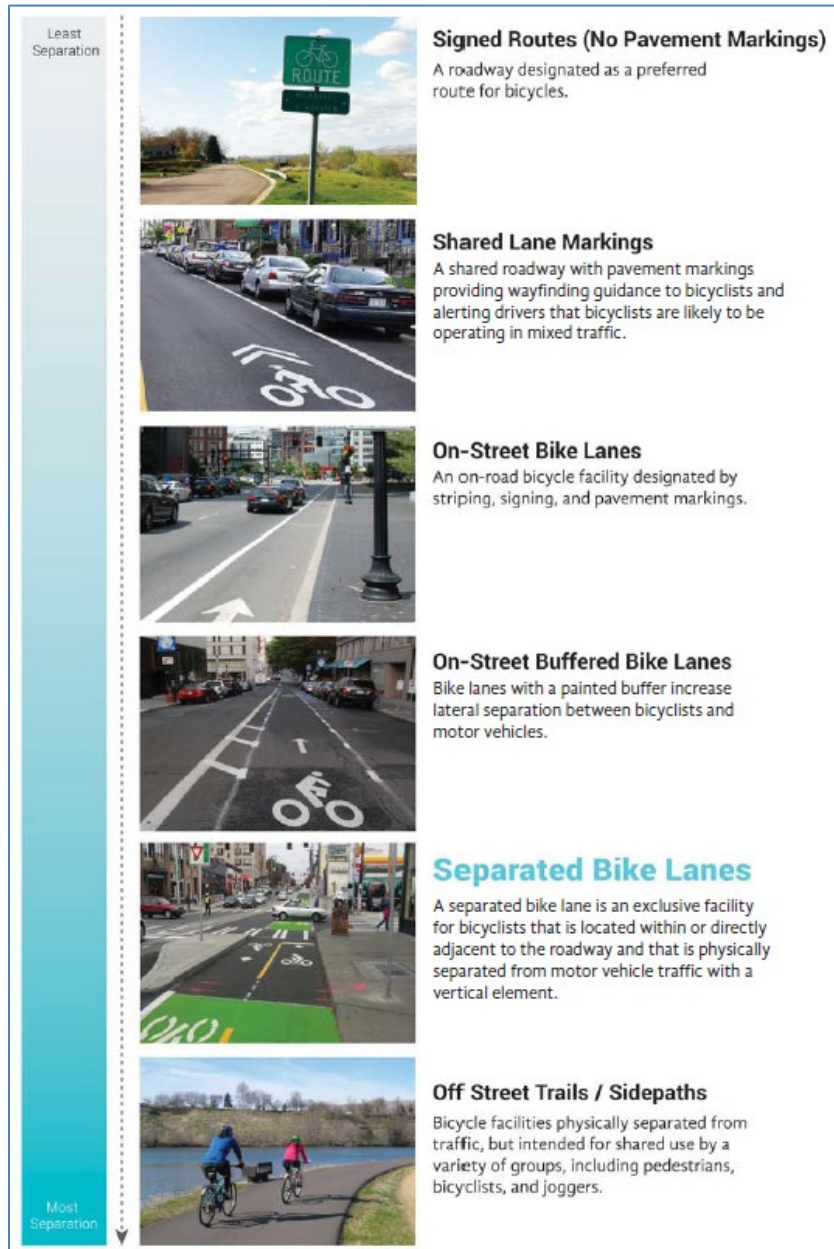 Least
Separation
ROUTE
Signed Routes (No Pavement Markings)
A roadway designated as a preferred
route for bicycles.
Shared Lane Markings
A shared roadway with pavement markings
providing wayfinding guidance to bicyclists and
alerting drivers that bicyclists are likely to be
operating in mixed traffic.
On-Street Bike Lanes
An on-road bicycle facility designated by
striping, signing, and pavement markings.
On-Street Buffered Bike Lanes
Bike lanes with a painted buffer increase
lateral separation between bicyclists and
motor vehicles.
Separated Bike Lanes
A separated bike lane is an exclusive facility
for bicyclists that is located within or directly
adjacent to the roadway and that is physically
separated from motor vehicle traffic with a
vertical element.
Off Street Trails / Sidepaths
Bicycle facilities physically separated from
traffic, but intended for shared use by a
variety of groups, including pedestrians,
bicyclists, and joggers.
Most
Separation